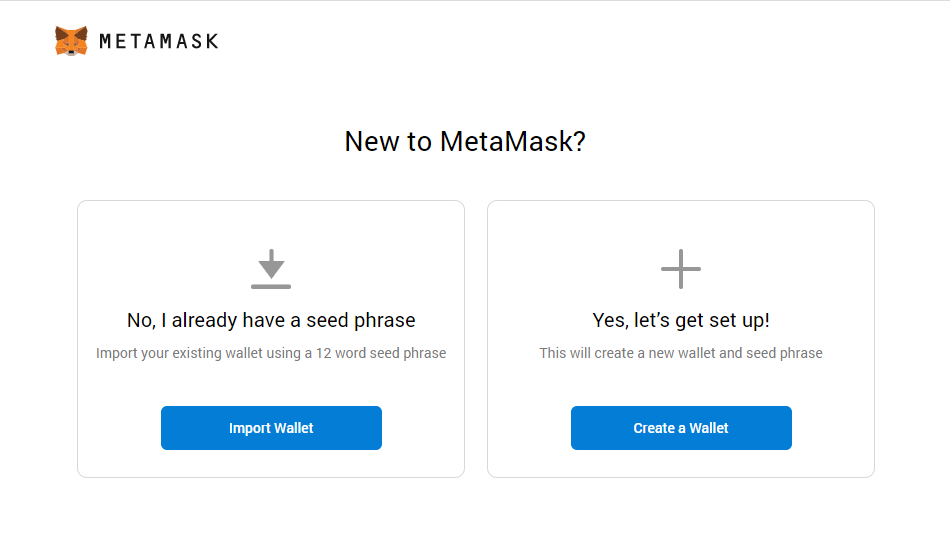 METAMASK
New to MetaMask?
No, I already have a seed phrase
Import your existing wallet using a 12 word seed phrase
Import Wallet
Yes, let’s get set up!
This will create a new wallet and seed phrase
Create a Wallet